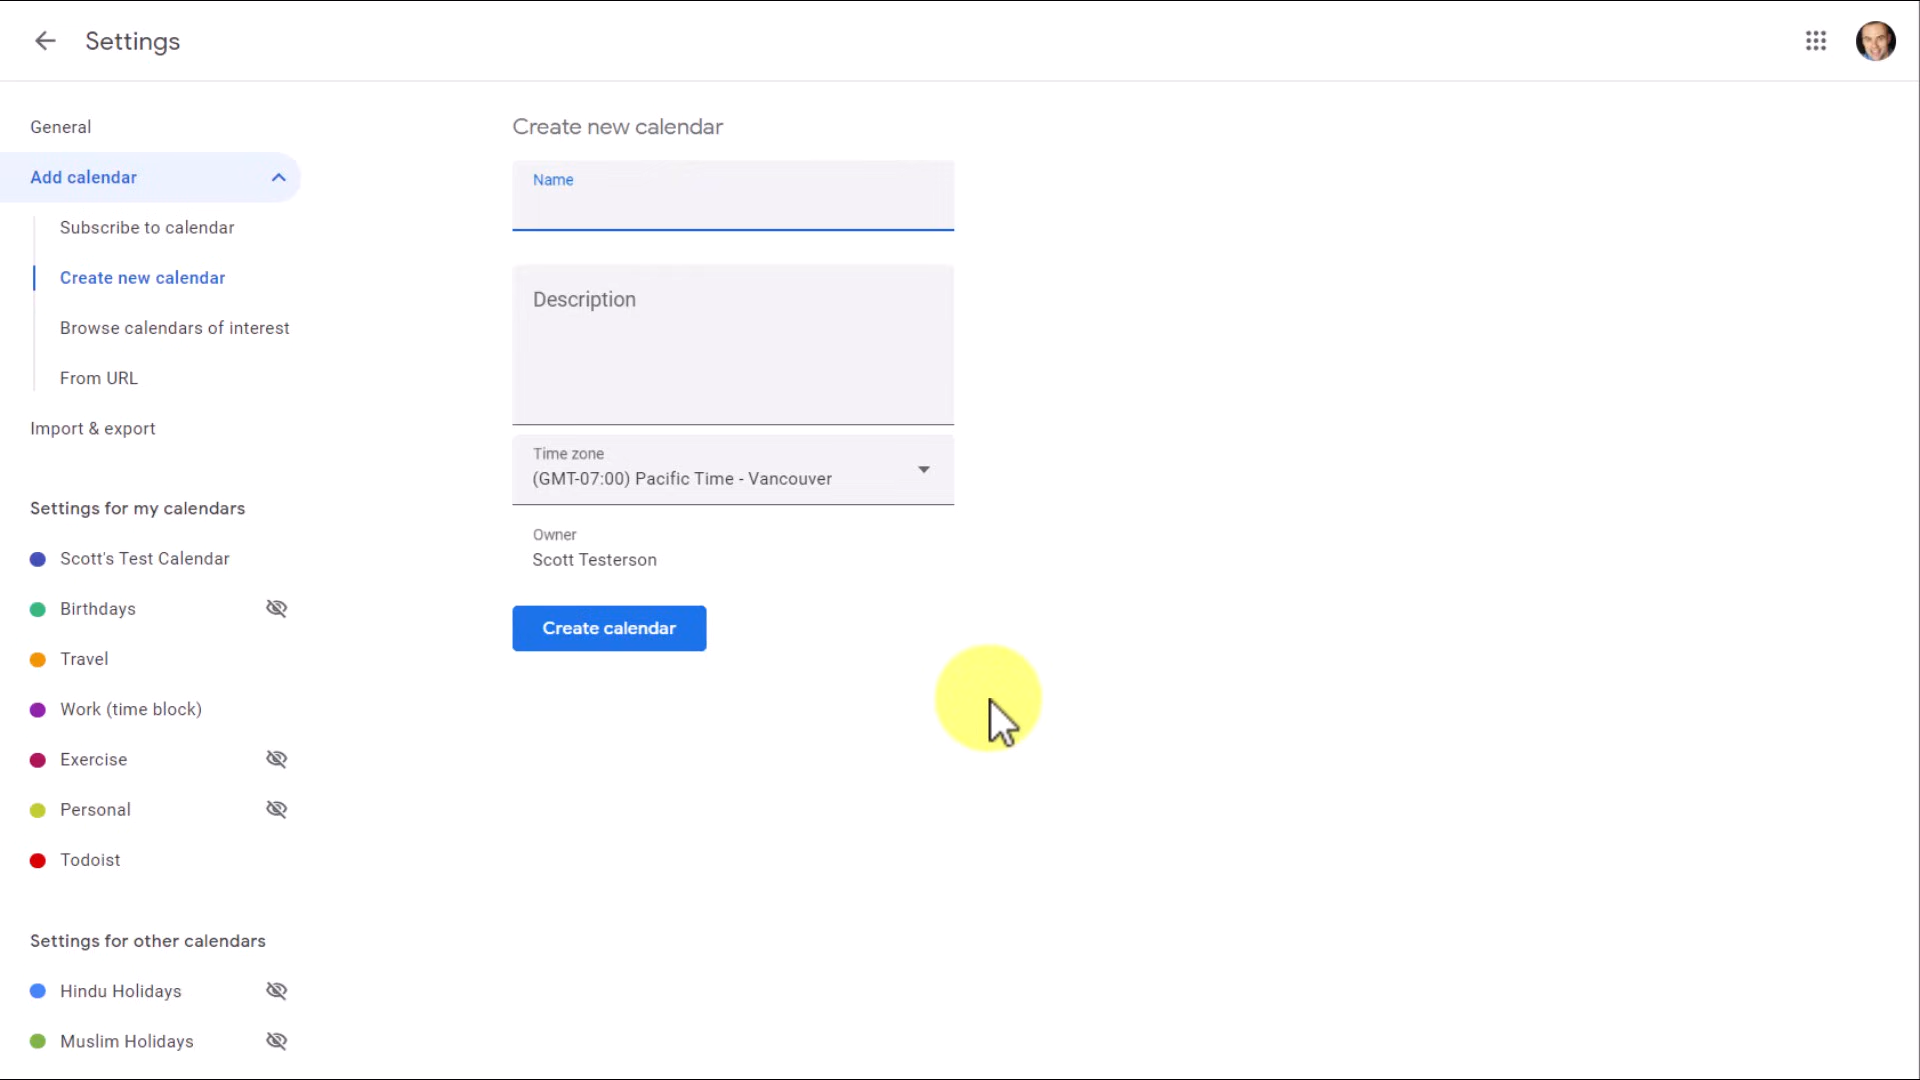 Settings
General
Add calendar
Subscribe to calendar
Create new calendar
Browse calendars of interest
From URL
Import & export
Settings for my calendars
Scott's Test Calendar
Birthdays
Travel
Work (time block)
Exercise
Personal
Todoist
Settings for other calendars
Hindu Holidays
Muslim Holidays
Create new calendar
Name
Description
Time zone
(GMT-07:00) Pacific Time - Vancouver
Owner
Scott Testerson
Create calendar